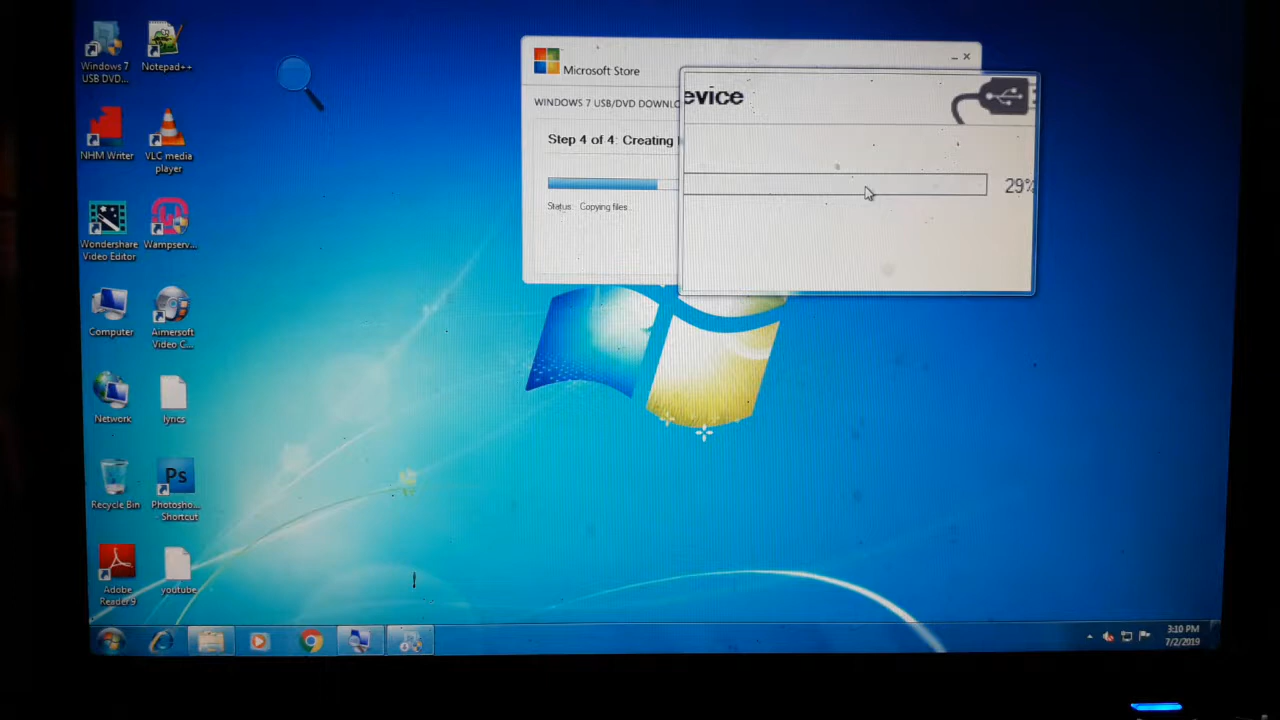 Windows 7
USB DVD...
Notepad++
NHM Writer
VLC media
player
Wondershare
Video Editor
Wampserv...
Computer
Aimersoft
Video C...
Network
lyrics
Recycle Bin
Ps
Photosho...
- Shortcut
Adobe
Reader9
youtube
Microsoft Store
WINDOWS 7 USB/DVD DOWNLO
Step 4 of 4: Creating
Status: Copying files...
evice
29%
3:10 PM
7/2/2019